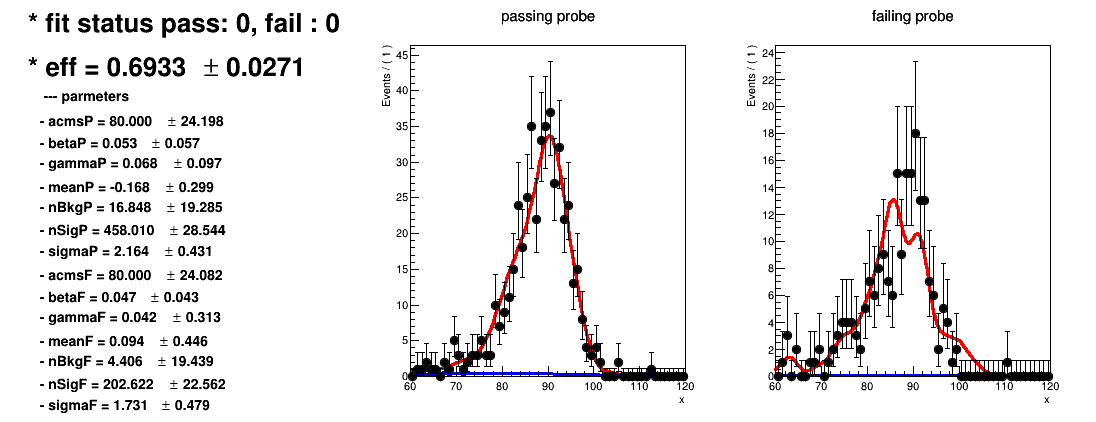 * fit status pass: 0, fail : 0
* eff = 0.6933 ± 0.0271
--- parmeters
- acmsP = 80.000 ± 24.198
- betaP = 0.053 ± 0.057
- gammaP = 0.068 ± 0.097
- meanP = -0.168 ± 0.299
- nBkgP = 16.848 ± 19.285
- nSigP = 458.010 ± 28.544
- sigmaP = 2.164 ± 0.431
- acmsF = 80.000 ± 24.082
- betaF = 0.047 ± 0.043
- gammaF = 0.042 ± 0.313
- meanF = 0.094 ± 0.446
- nBkgF = 4.406 ± 19.439
- nSigF = 202.622 ± 22.562
- sigmaF = 1.731 ± 0.479
passing probe
Events / ( 1 )
45
40
35
30
25
20
15
10
5
0
60 70 80 90 100 110 120
x
failing probe
Events / ( 1 )
24
22
20
18
16
14
12
10
8
6
4
2
0
60 70 80 90 100 110 120
x